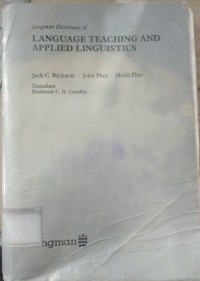 Longman Dictionary of
LANGUAGE TEACHING AND
APPLIED LINGUISTICS
Jack C. Richards · John Platt · Heidi Platt
Consultant
Professor C. N. Candlin
Longman